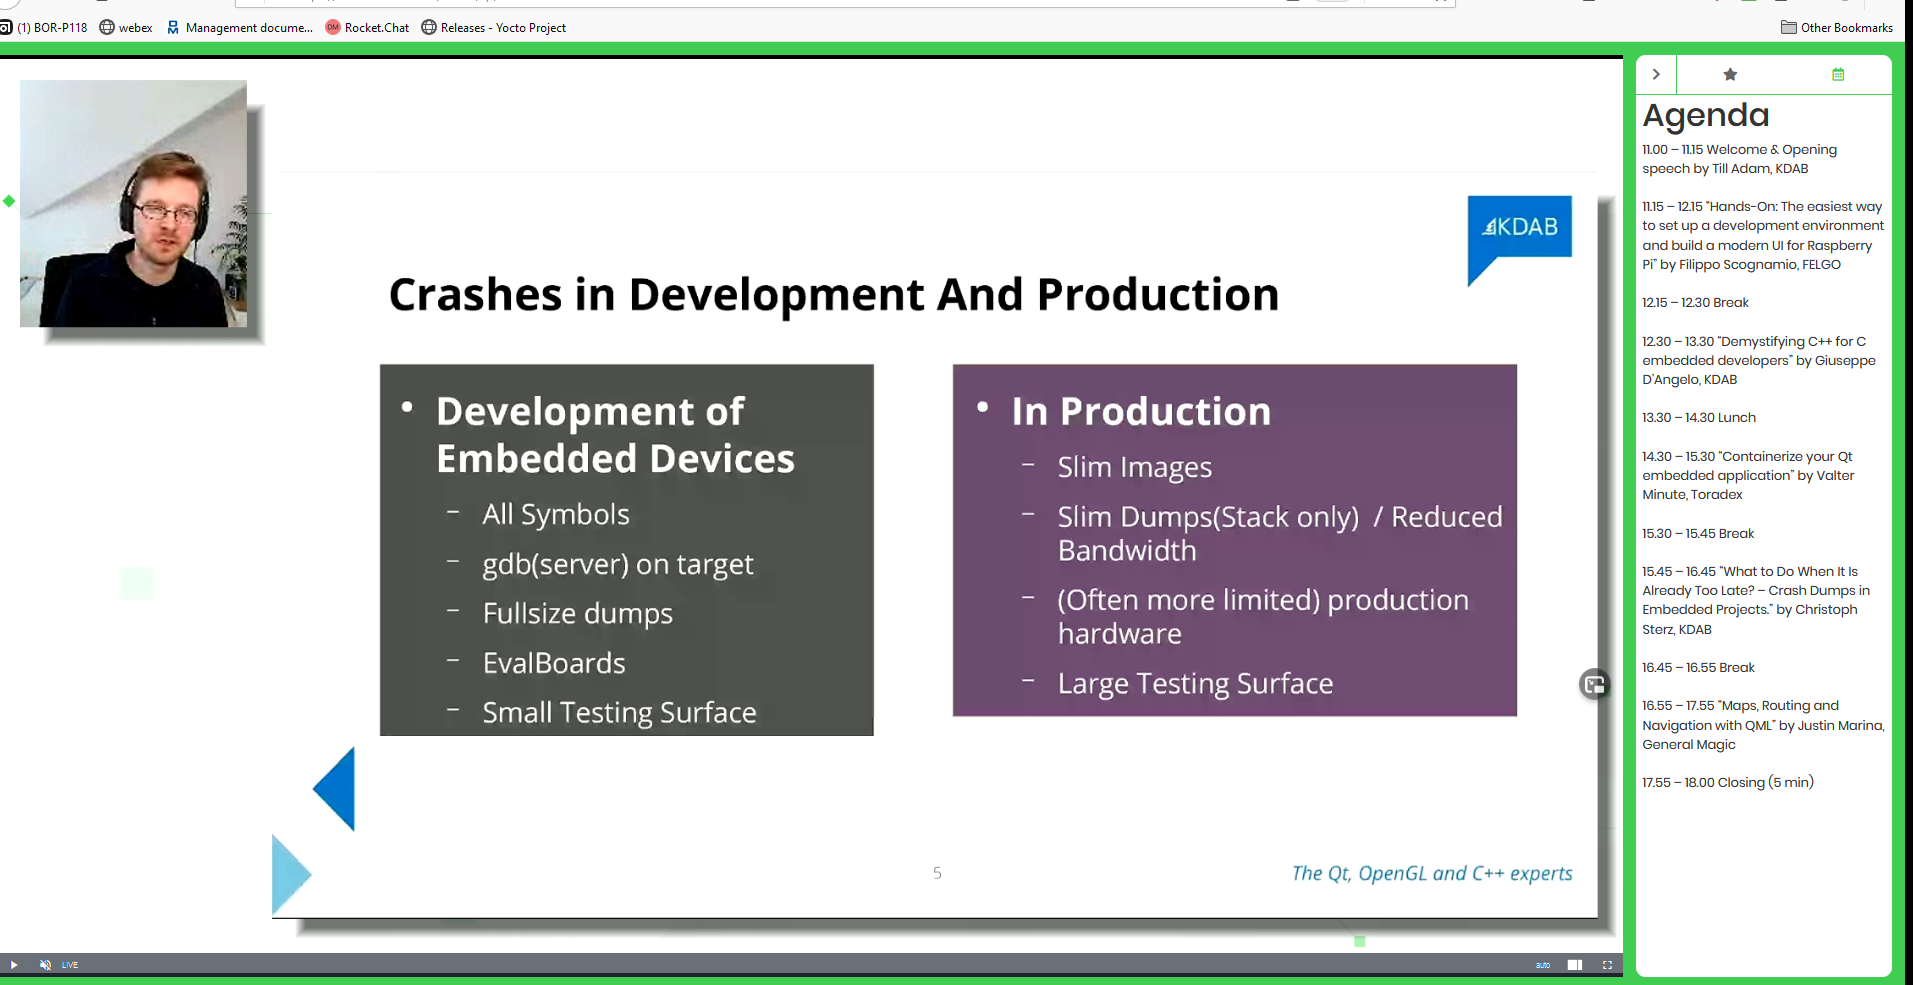 (1) BOR-P118 webex Management docume... DM Rocket.Chat Releases - Yocto Project Other Bookmarks
KDAB
Crashes in Development And Production
• Development of
Embedded Devices
– All Symbols
– gdb(server) on target
– Fullsize dumps
– EvalBoards
– Small Testing Surface
• In Production
– Slim Images
– Slim Dumps(Stack only) / Reduced
Bandwidth
– (Often more limited) production
hardware
– Large Testing Surface
5
The Qt, OpenGL and C++ experts
LIVE
auto
Agenda
11.00 – 11.15 Welcome & Opening
speech by Till Adam, KDAB
11.15 – 12.15 "Hands-On: The easiest way
to set up a development environment
and build a modern UI for Raspberry
Pi" by Filippo Scognamio, FELGO
12.15 – 12.30 Break
12.30 – 13.30 "Demystifying C++ for C
embedded developers" by Giuseppe
D'Angelo, KDAB
13.30 – 14.30 Lunch
14.30 – 15.30 "Containerize your Qt
embedded application" by Valter
Minute, Toradex
15.30 – 15.45 Break
15.45 – 16.45 "What to Do When It Is
Already Too Late? – Crash Dumps in
Embedded Projects." by Christoph
Sterz, KDAB
16.45 – 16.55 Break
16.55 – 17.55 "Maps, Routing and
Navigation with QML" by Justin Marina,
General Magic
17.55 – 18.00 Closing (5 min)